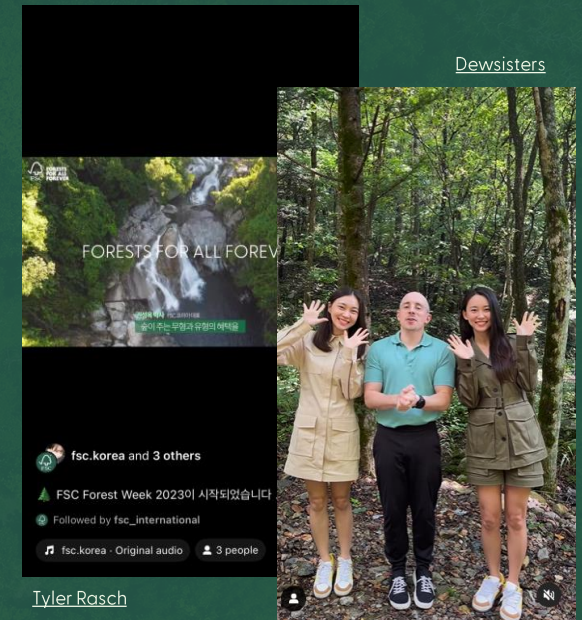 Dewsisters
FSC
FORESTS
FOR ALL
FOREVER
FORESTS FOR ALL FOREV
숲이 주는 무형과 유형의 혜택을
fsc.korea and 3 others
🌲 FSC Forest Week 2023이 시작되었습니다
Followed by fsc_international
fsc.korea · Original audio
3 people
Tyler Rasch